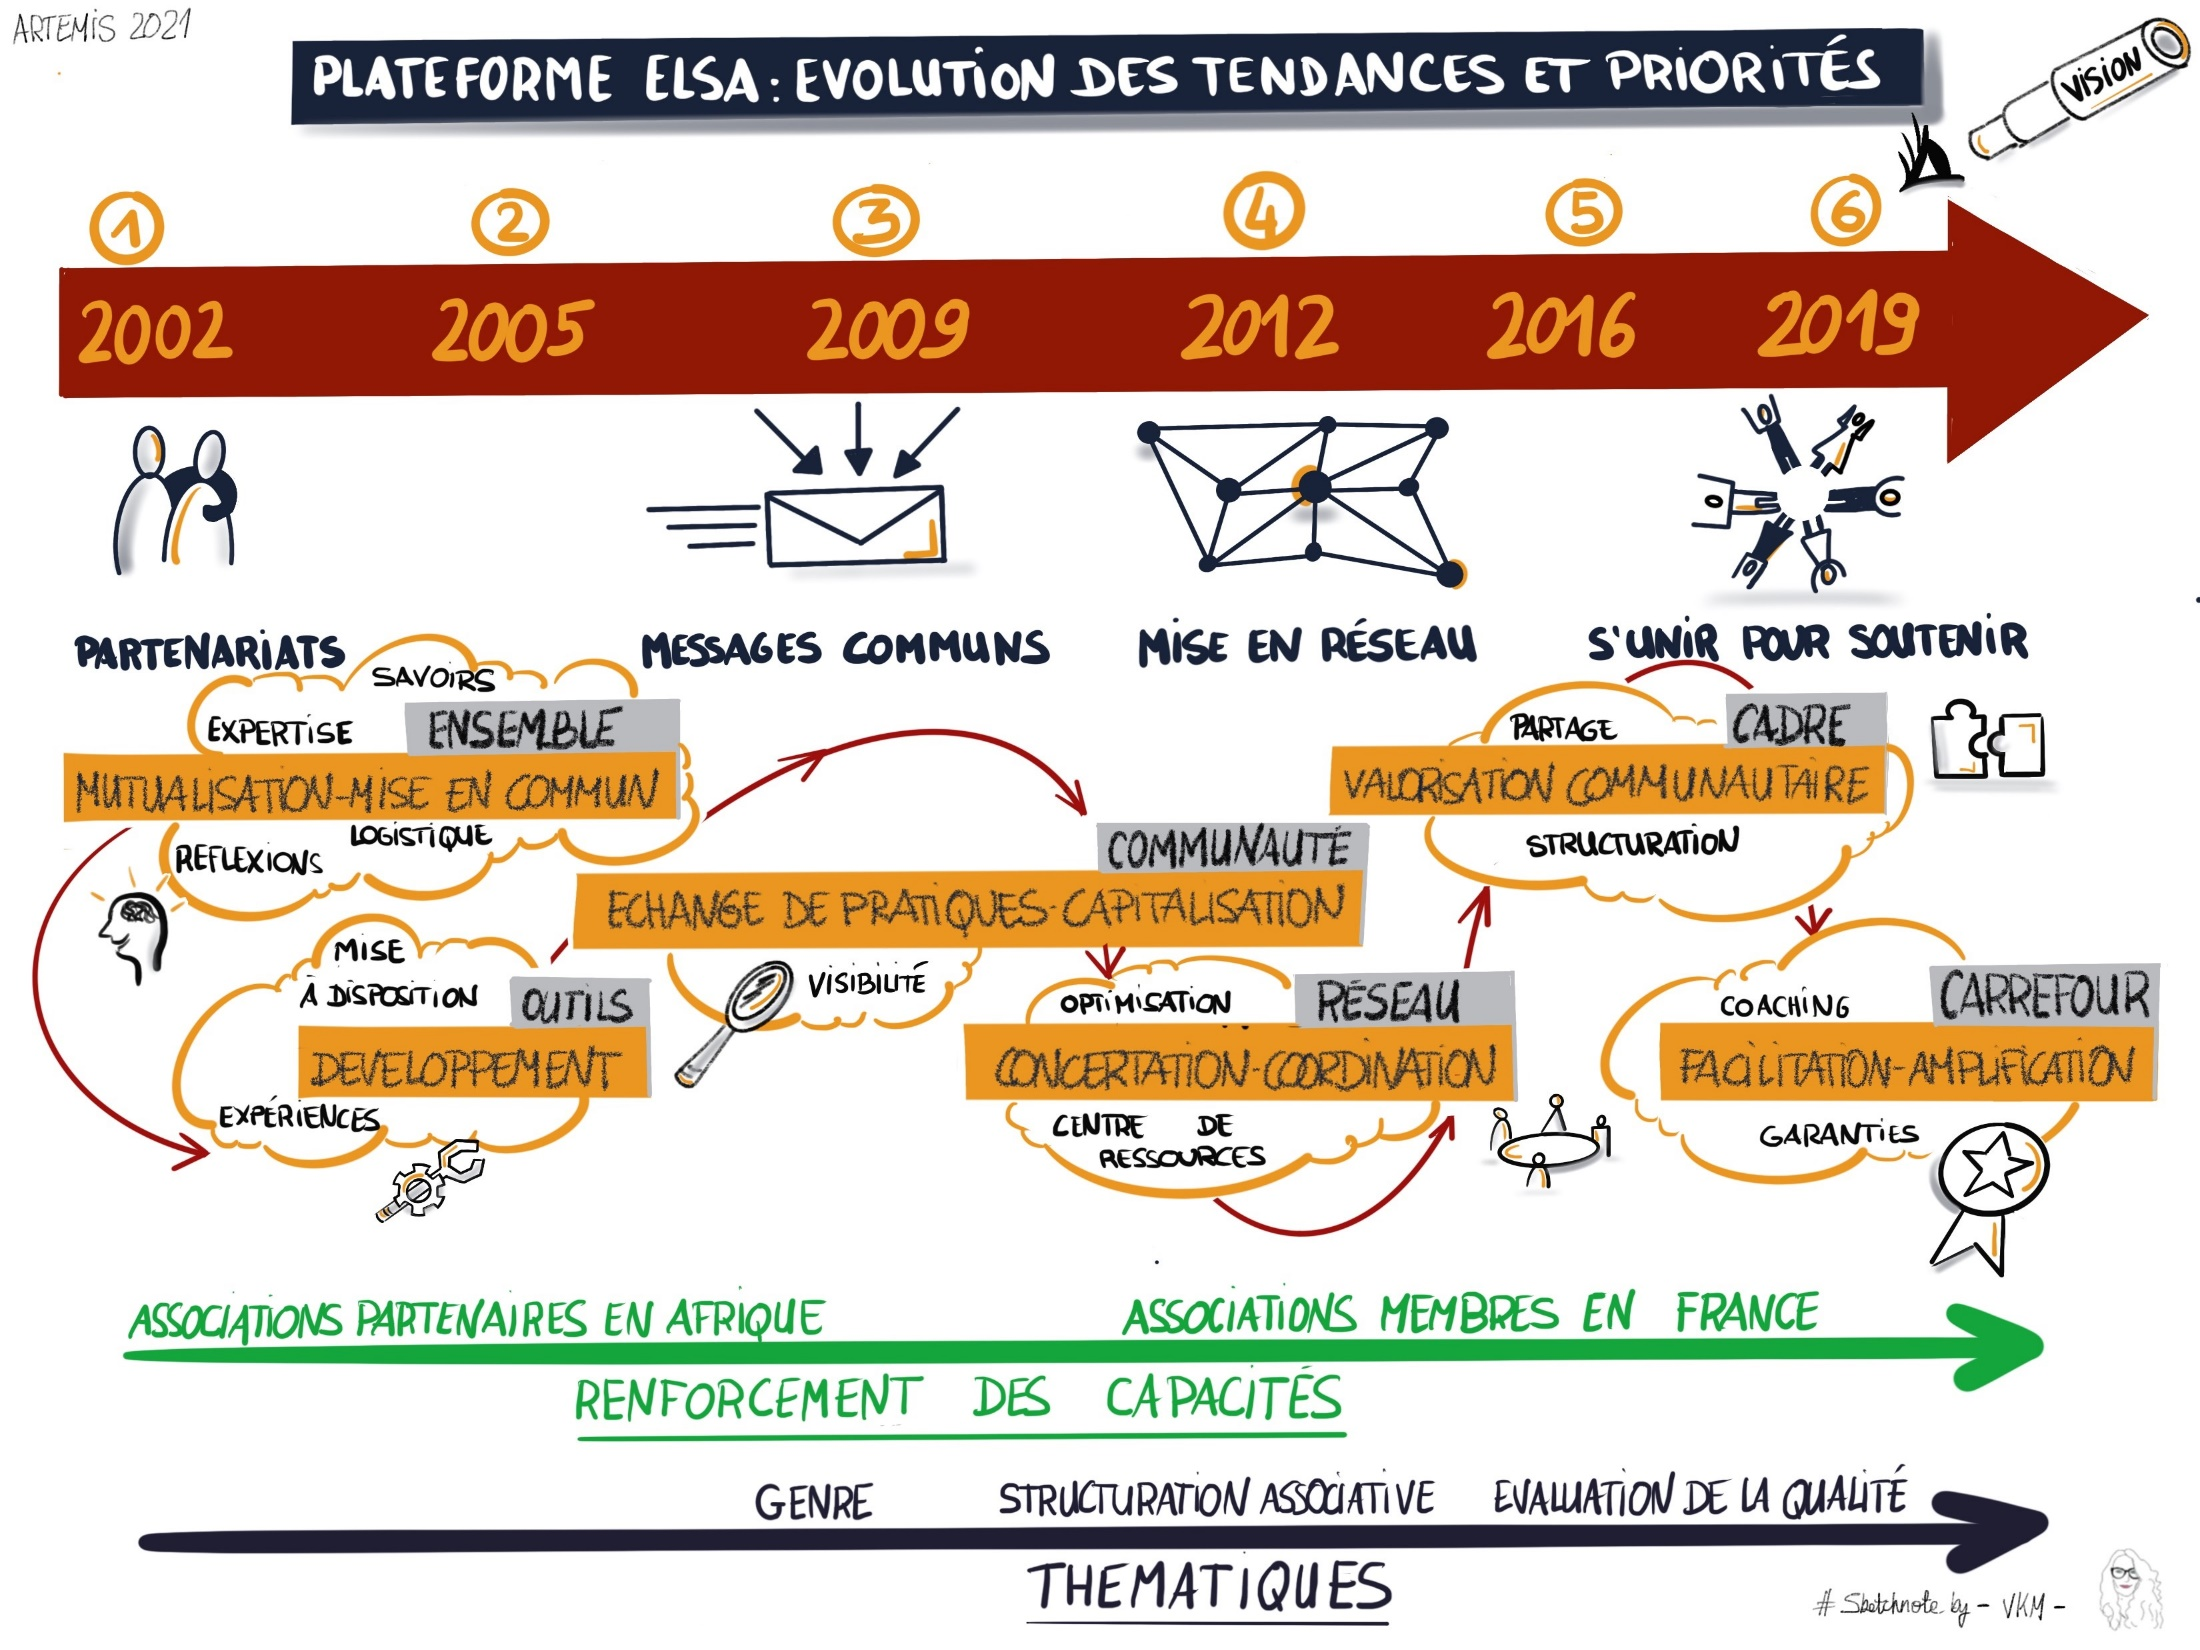 ARTEMIS 2021
PLATEFORME ELSA : EVOLUTION DES TENDANCES ET PRIORITÉS
VISION
1 2 3 4 5 6
2002 2005 2009 2012 2016 2019
PARTENARIATS
MESSAGES COMMUNS
MISE EN RÉSEAU
S'UNIR POUR SOUTENIR
SAVOIRS
EXPERTISE
ENSEMBLE
MUTUALISATION-MISE EN COMMUN
LOGISTIQUE
REFLEXIONS
MISE
À DISPOSITION
OUTILS
DEVELOPPEMENT
EXPÉRIENCES
COMMUNAUTÉ
ECHANGE DE PRATIQUES-CAPITALISATION
VISIBILITÉ
OPTIMISATION
RÉSEAU
CONCERTATION-COORDINATION
CENTRE DE
RESSOURCES
PARTAGE
CADRE
VALORISATION COMMUNAUTAIRE
STRUCTURATION
COACHING
CARREFOUR
FACILITATION-AMPLIFICATION
GARANTIES
ASSOCIATIONS PARTENAIRES EN AFRIQUE
ASSOCIATIONS MEMBRES EN FRANCE
RENFORCEMENT DES CAPACITÉS
GENRE
STRUCTURATION ASSOCIATIVE
EVALUATION DE LA QUALITÉ
THEMATIQUES
# Sketchnote by - VKM -